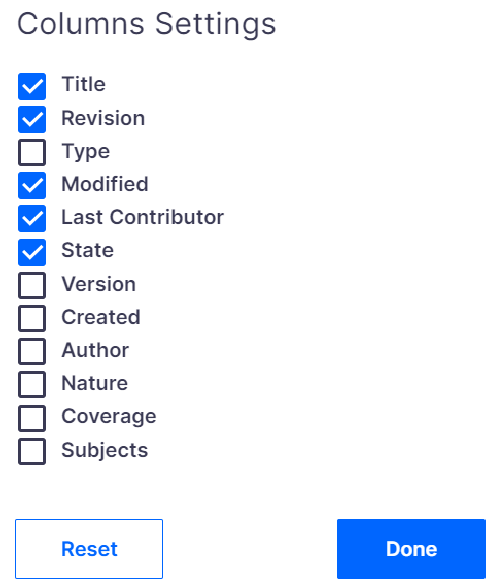 Columns Settings
Title
Revision
Type
Modified
Last Contributor
State
Version
Created
Author
Nature
Coverage
Subjects
Reset
Done